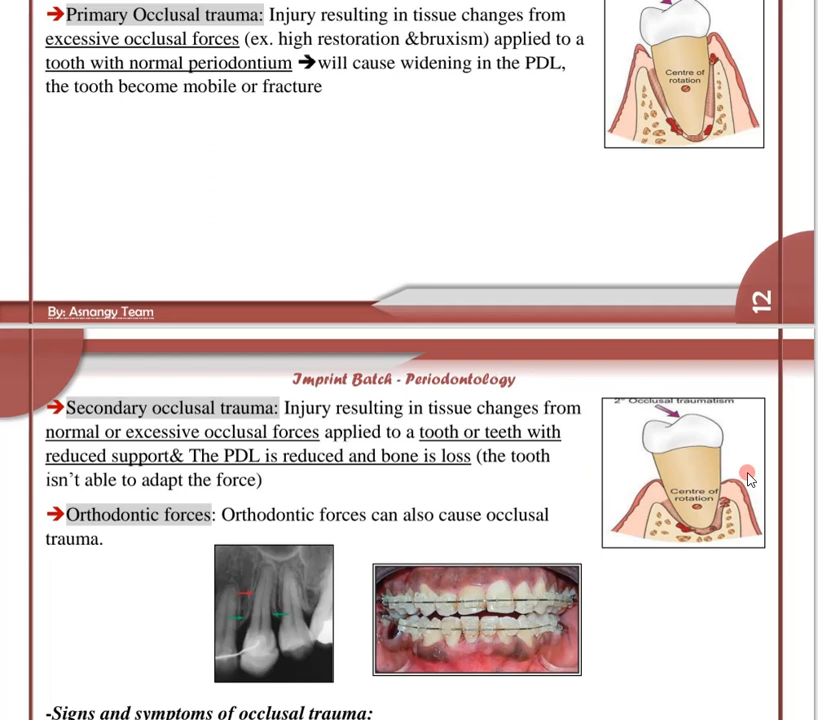 ➔Primary Occlusal trauma: Injury resulting in tissue changes from
excessive occlusal forces (ex. high restoration &bruxism) applied to a
tooth with normal periodontium ➔will cause widening in the PDL,
the tooth become mobile or fracture
Centre of
rotation
By: Asnangy Team
12
Imprint Batch - Periodontology
➔Secondary occlusal trauma: Injury resulting in tissue changes from
normal or excessive occlusal forces applied to a tooth or teeth with
reduced support& The PDL is reduced and bone is loss (the tooth
isn’t able to adapt the force)
2° Occlusal traumatism
Centre of
rotation
➔Orthodontic forces: Orthodontic forces can also cause occlusal
trauma.
-Signs and symptoms of occlusal trauma: